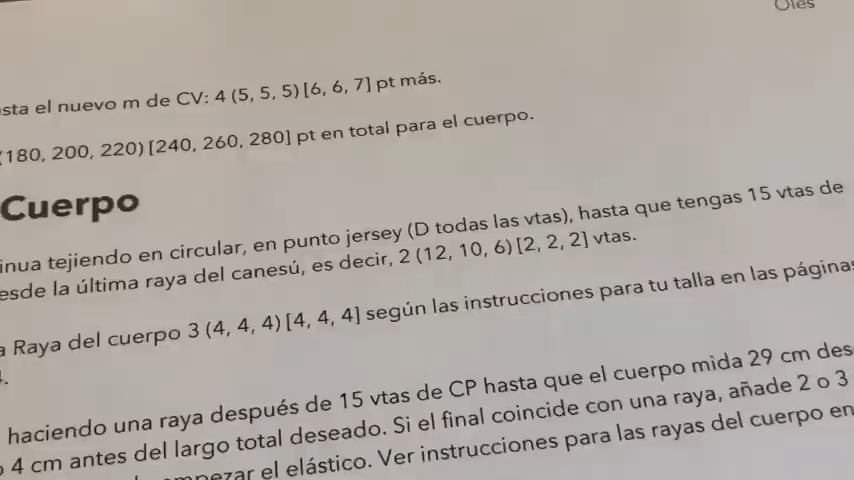 Oles
sta el nuevo m de CV: 4 (5, 5, 5) [6, 6, 7] pt más.
(180, 200, 220) [240, 260, 280] pt en total para el cuerpo.
Cuerpo
inua tejiendo en circular, en punto jersey (D todas las vtas), hasta que tengas 15 vtas de
esde la última raya del canesú, es decir, 2 (12, 10, 6) [2, 2, 2] vtas.
a Raya del cuerpo 3 (4, 4, 4) [4, 4, 4] según las instrucciones para tu talla en las páginas
haciendo una raya después de 15 vtas de CP hasta que el cuerpo mida 29 cm des
o 4 cm antes del largo total deseado. Si el final coincide con una raya, añade 2 o 3
mpezar el elástico. Ver instrucciones para las rayas del cuerpo en